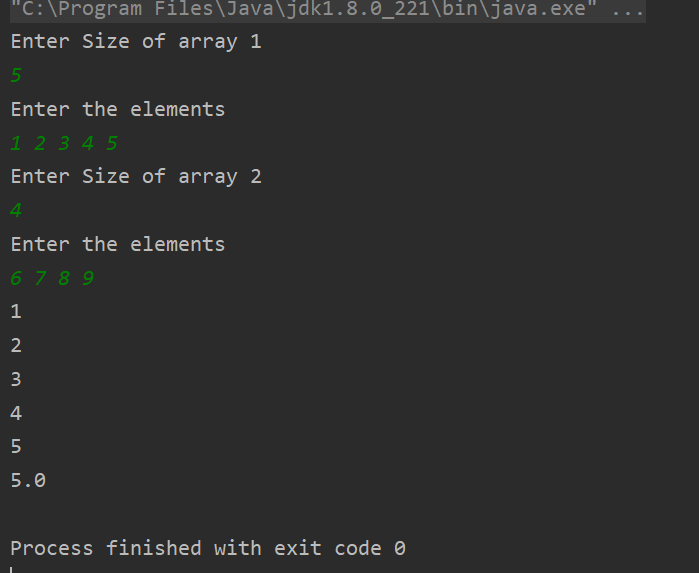 "C:\Program Files\Java\jdk1.8.0_221\bin\java.exe" ...
Enter Size of array 1
5
Enter the elements
1 2 3 4 5
Enter Size of array 2
4
Enter the elements
6 7 8 9
1
2
3
4
5
5.0
Process finished with exit code 0